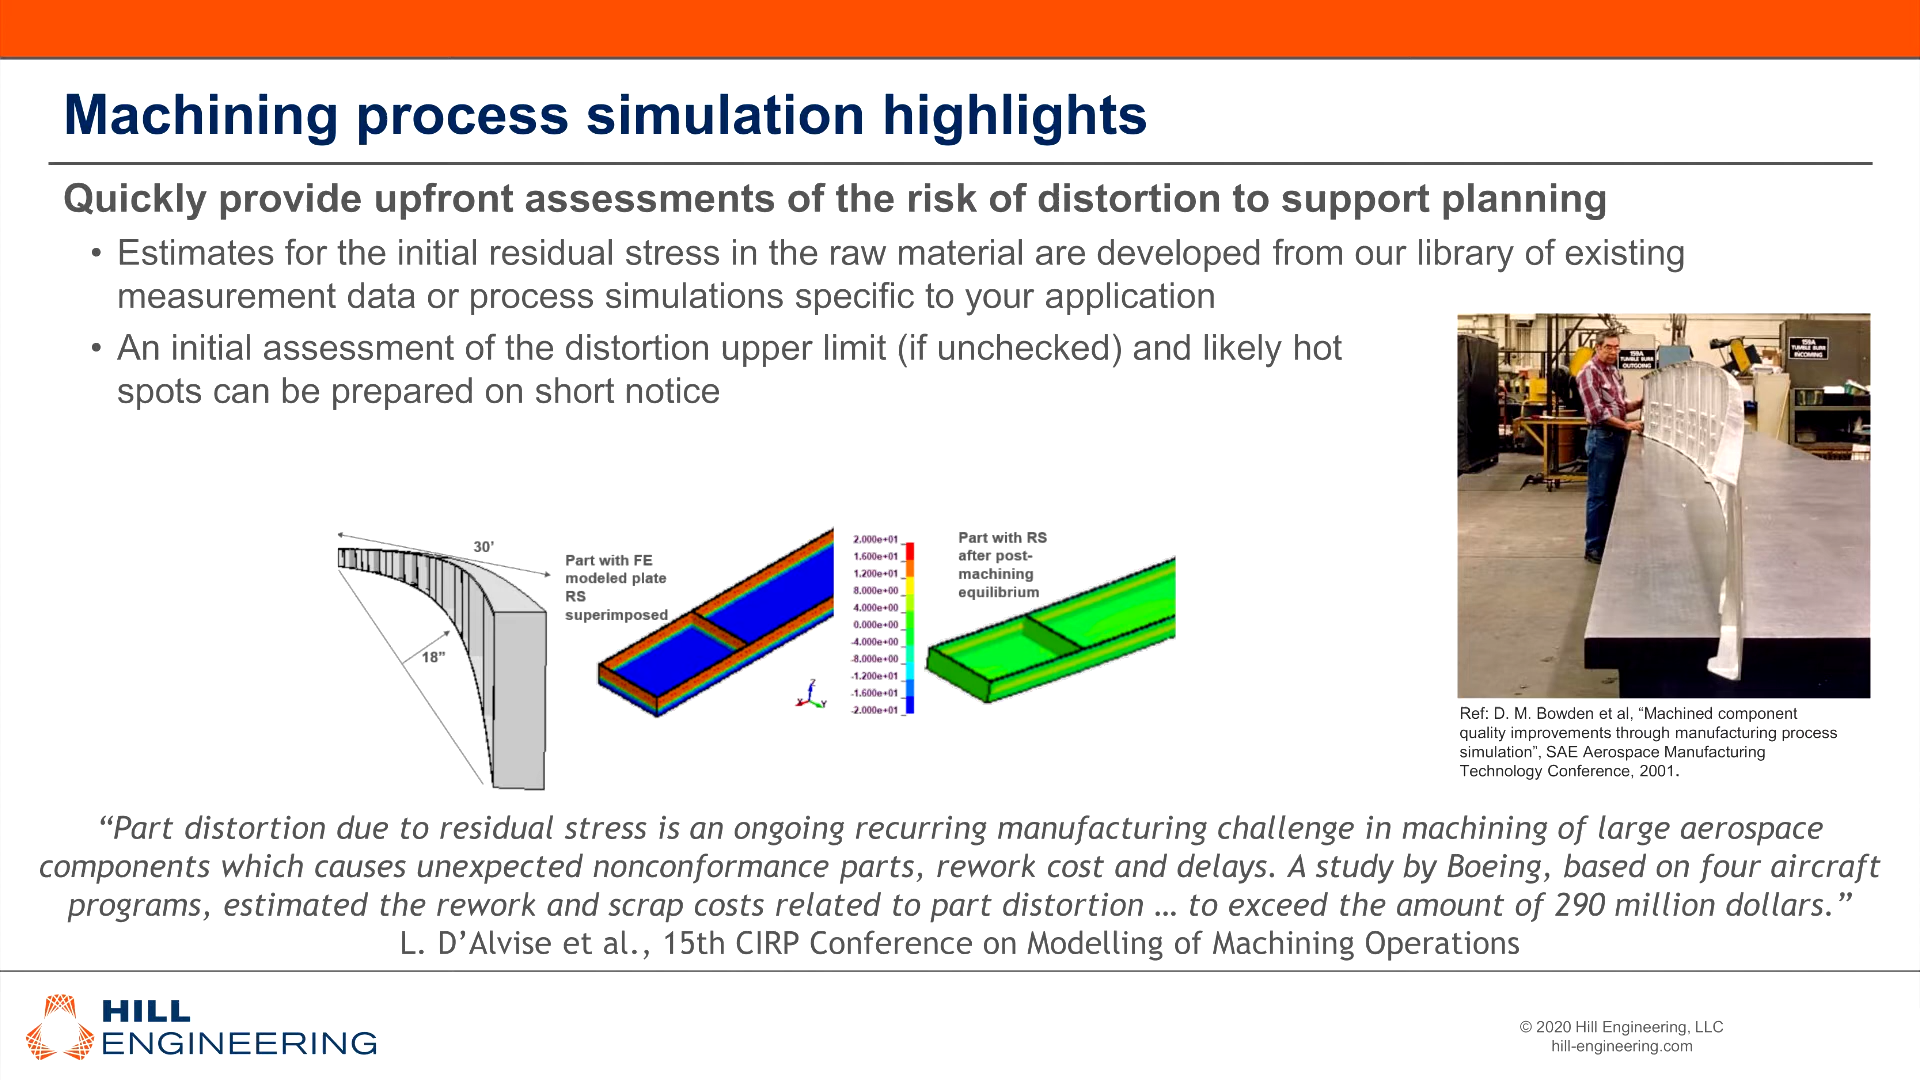 Machining process simulation highlights
Quickly provide upfront assessments of the risk of distortion to support planning
• Estimates for the initial residual stress in the raw material are developed from our library of existing
measurement data or process simulations specific to your application
• An initial assessment of the distortion upper limit (if unchecked) and likely hot
spots can be prepared on short notice
30’
18”
Part with FE
modeled plate
RS
superimposed
Z
X
Y
2.000e+01
1.600e+01
1.200e+01
8.000e+00
4.000e+00
0.000e+00
-4.000e+00
-8.000e+00
-1.200e+01
-1.600e+01
-2.000e+01
Part with RS
after post-
machining
equilibrium
159A
TUMBLE BURR
OUTGOING
159A
TUMBLE BURR
INCOMING
Ref: D. M. Bowden et al, “Machined component
quality improvements through manufacturing process
simulation”, SAE Aerospace Manufacturing
Technology Conference, 2001.
“Part distortion due to residual stress is an ongoing recurring manufacturing challenge in machining of large aerospace
components which causes unexpected nonconformance parts, rework cost and delays. A study by Boeing, based on four aircraft
programs, estimated the rework and scrap costs related to part distortion … to exceed the amount of 290 million dollars.”
L. D’Alvise et al., 15th CIRP Conference on Modelling of Machining Operations
HILL
ENGINEERING
© 2020 Hill Engineering, LLC
hill-engineering.com